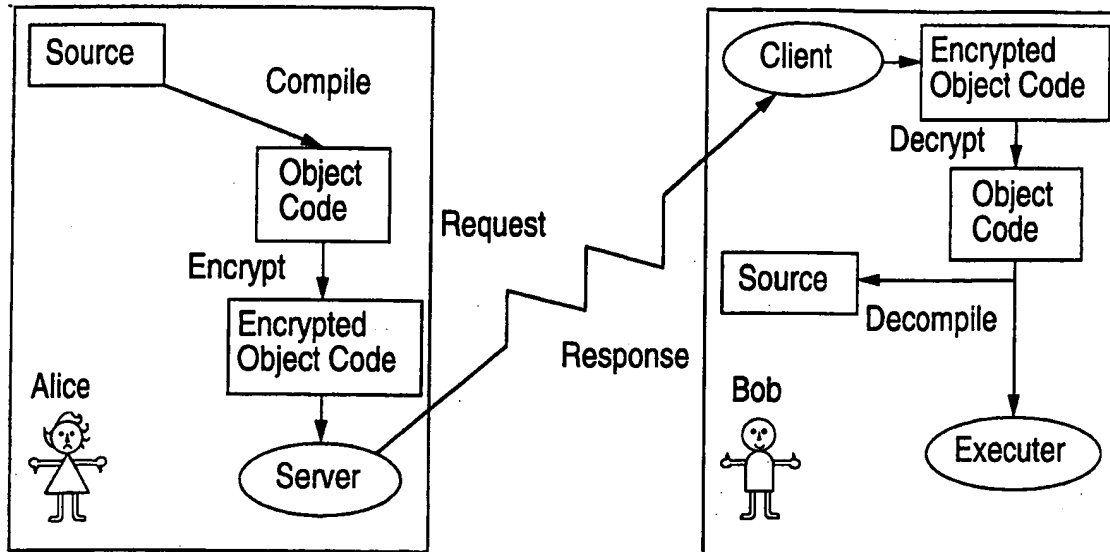 Source
Compile
Object
Code
Encrypt
Encrypted
Object Code
Alice
Server
Request
Response
Client
Encrypted
Object Code
Decrypt
Object
Code
Source
Decompile
Bob
Executer